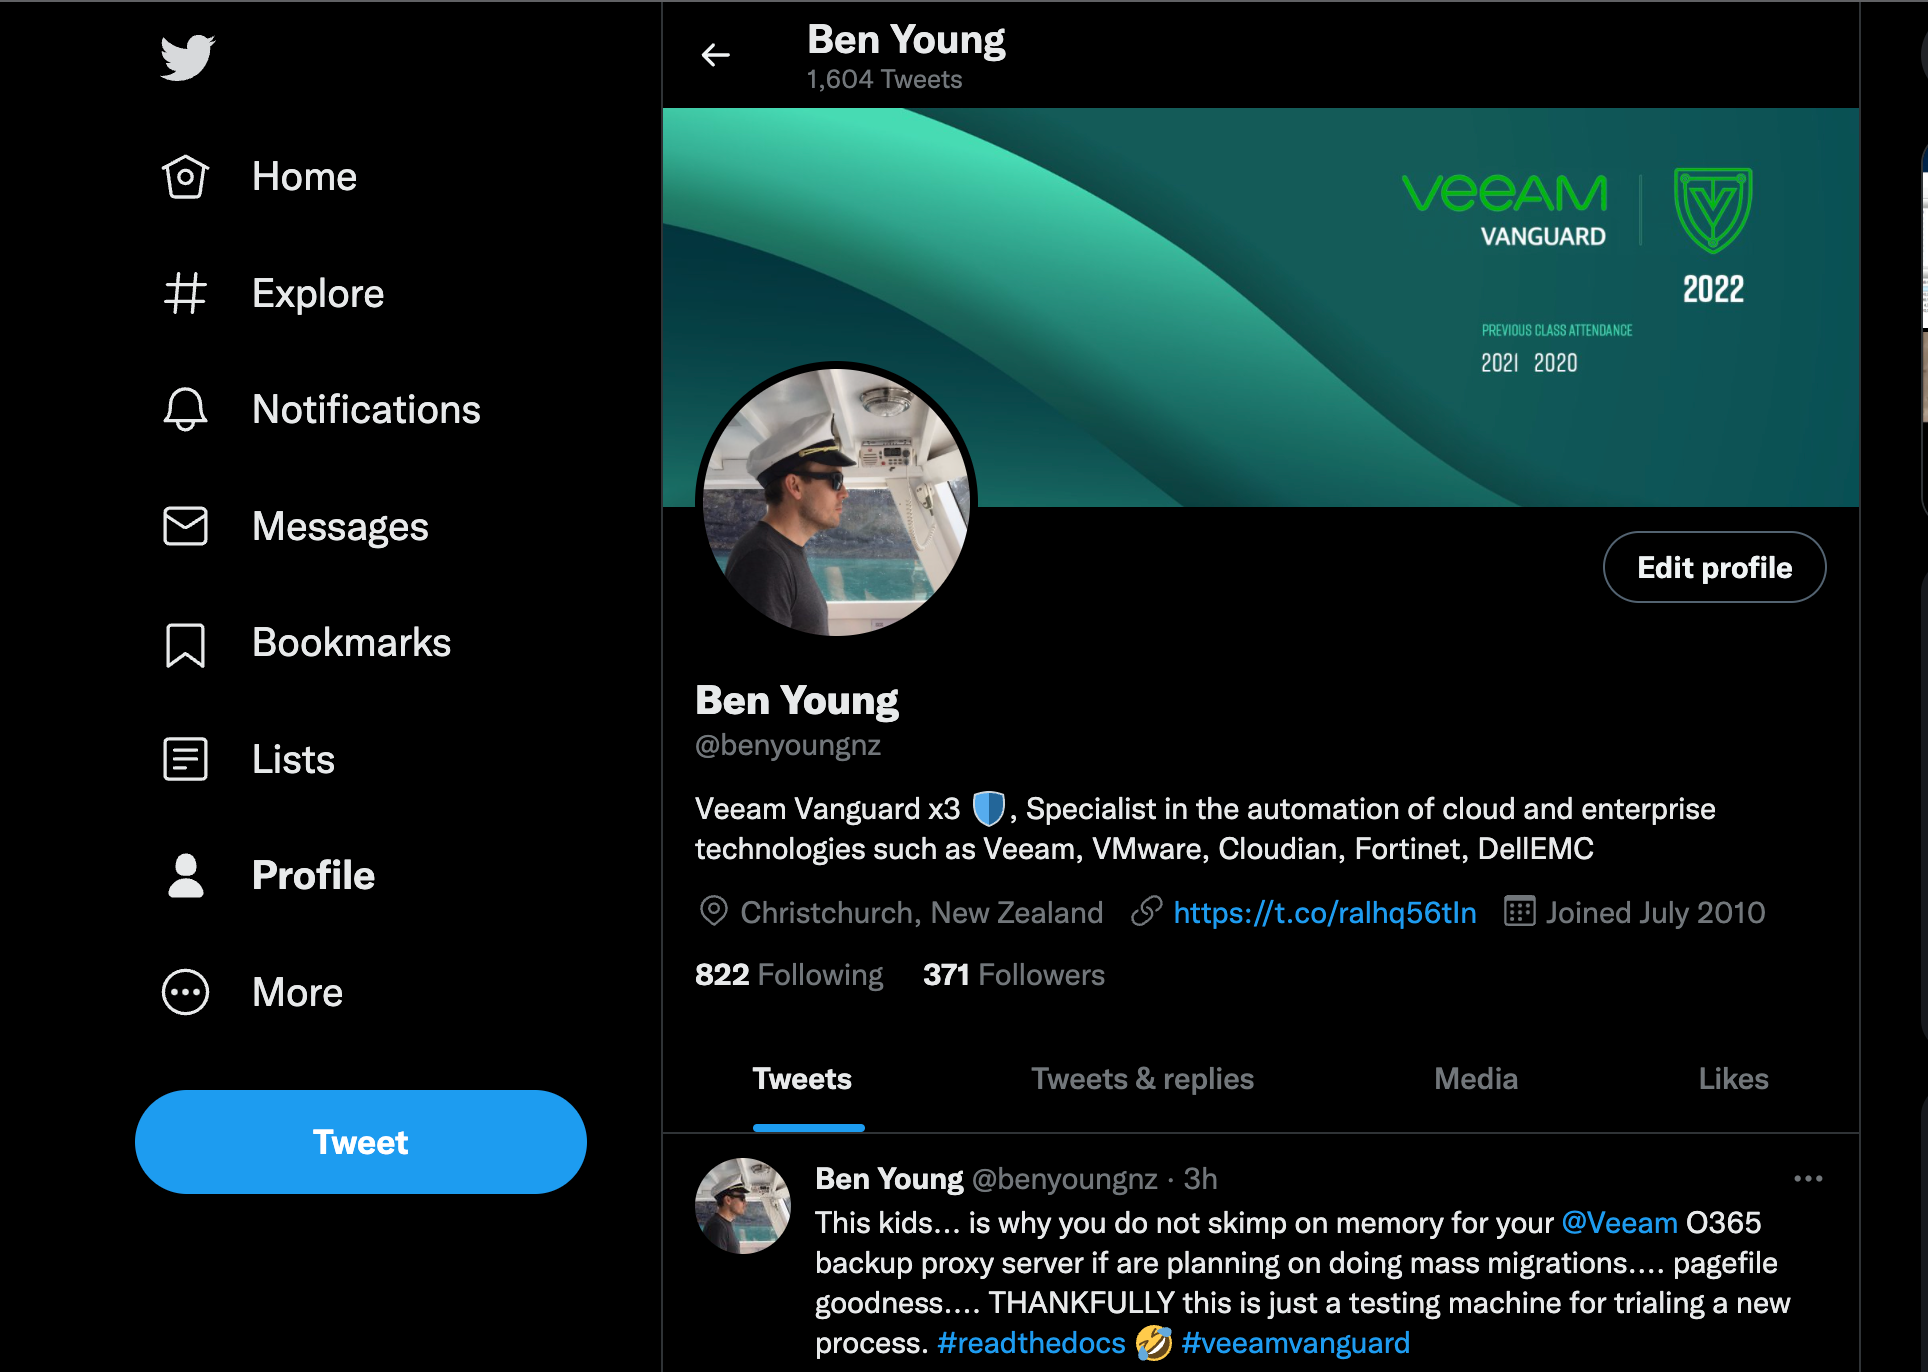 Ben Young
1,604 Tweets
Home
Explore
Notifications
Messages
Bookmarks
Lists
Profile
More
Tweet
veeAM
VANGUARD
2022
PREVIOUS CLASS ATTENDANCE
2021 2020
Edit profile
Ben Young
@benyoungnz
Veeam Vanguard x3 🛡️, Specialist in the automation of cloud and enterprise
technologies such as Veeam, VMware, Cloudian, Fortinet, DellEMC
Christchurch, New Zealand https://t.co/ralhq56tIn Joined July 2010
822 Following 371 Followers
Tweets Tweets & replies Media Likes
Ben Young @benyoungnz · 3h
This kids... is why you do not skimp on memory for your @Veeam O365
backup proxy server if are planning on doing mass migrations.... pagefile
goodness.... THANKFULLY this is just a testing machine for trialing a new
process. #readthedocs 🤣 #veeamvanguard